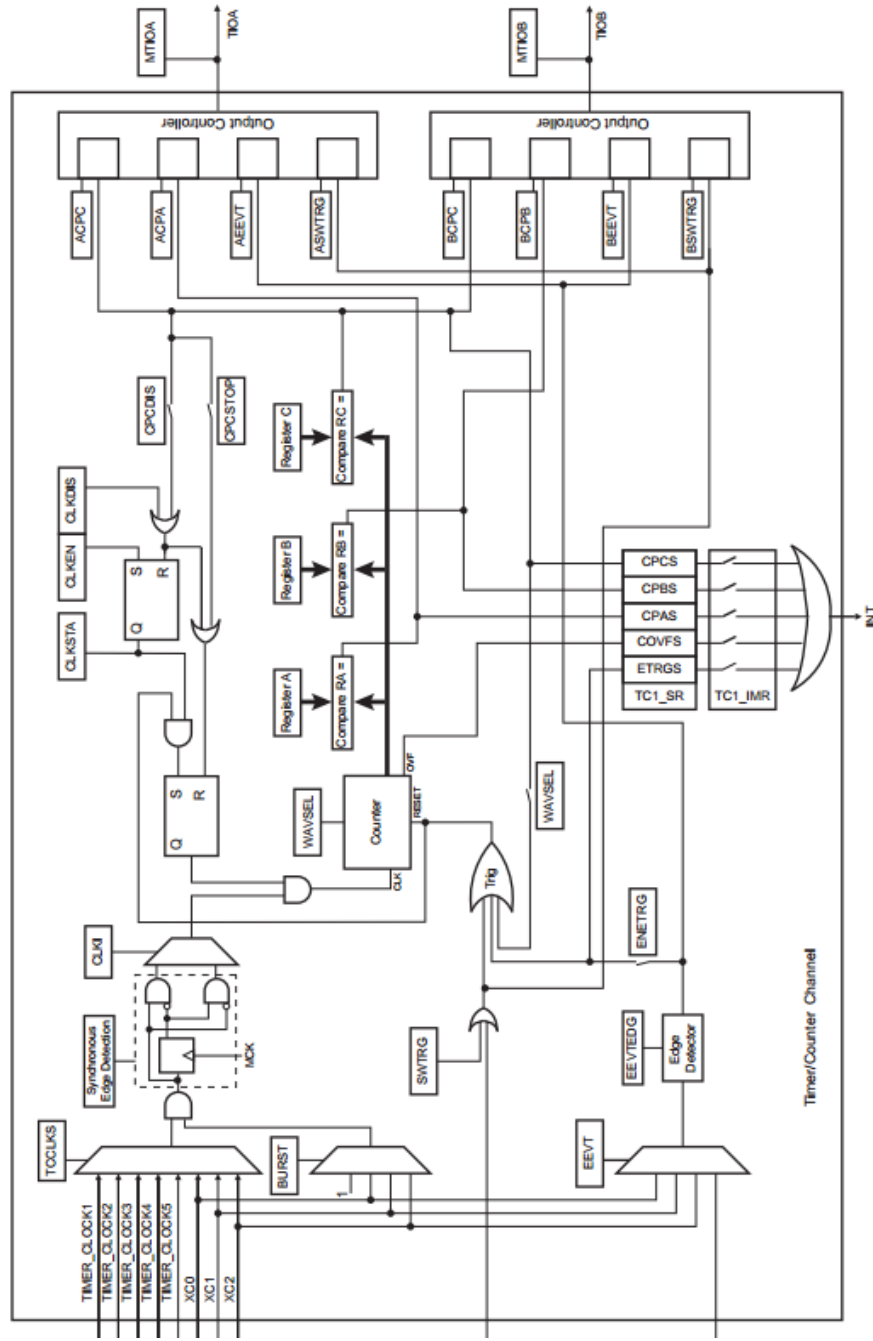 MTIOA
TIOA
MTIOB
TIOB
Output Controller
ACPC
ACPA
AEEVT
ASWTRG
Output Controller
BCPC
BCPB
BEEVT
BSWTRG
CPCDIS
CPCSTOP
CLKSTA
CLKEN
CLKDIS
Q
S
R
Q
S
R
Register A
Register B
Register C
Compare RA =
Compare RB =
Compare RC =
WAVSEL
Counter
CLK
RESET
OVF
CLKI
Synchronous
Edge Detection
MCK
TCCLKS
TIMER_CLOCK1
TIMER_CLOCK2
TIMER_CLOCK3
TIMER_CLOCK4
TIMER_CLOCK5
XC0
XC1
XC2
BURST
1
SWTRG
Trig
WAVSEL
ENETRG
EEVT
EEVTEDG
Edge
Detector
CPCS
CPBS
CPAS
COVFS
ETRGS
TC1_SR
TC1_IMR
INT
Timer/Counter Channel